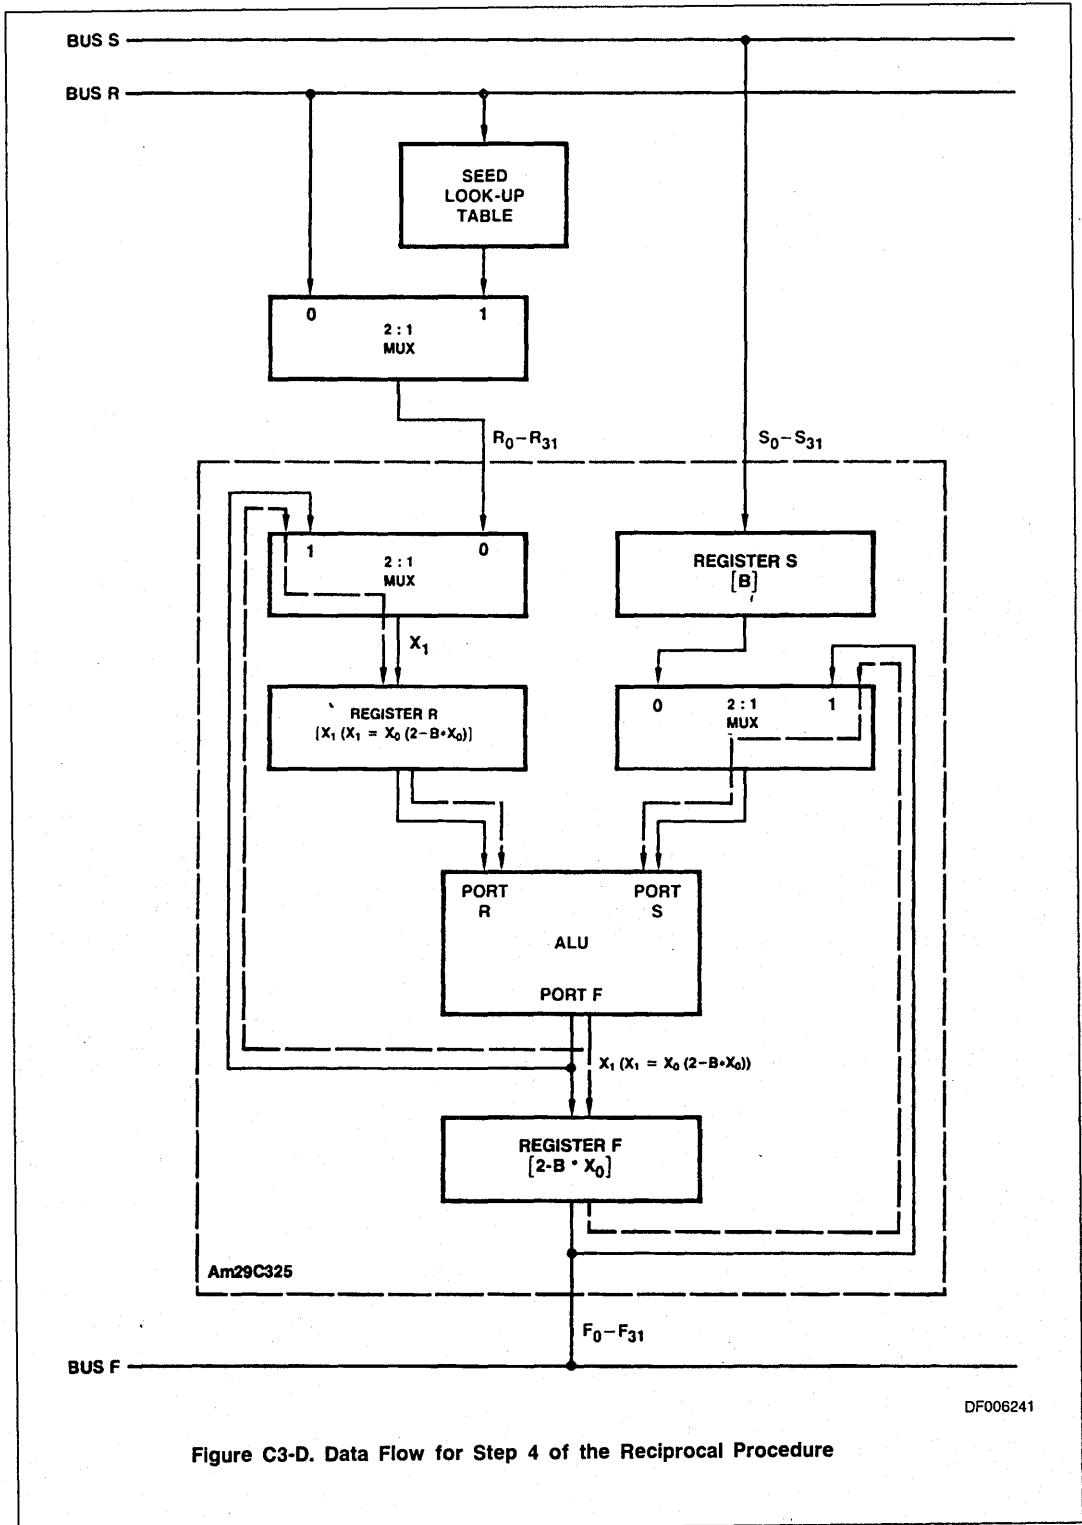 BUS S
BUS R
SEED
LOOK-UP
TABLE
0 1
2 : 1
MUX
R0–R31
S0–S31
1 0
2 : 1
MUX
REGISTER S
[B]
X1
0 2 : 1 1
MUX
REGISTER R
[X1 (X1 = X0 (2–B•X0)]
PORT
R
PORT
S
ALU
PORT F
X1 (X1 = X0 (2–B•X0))
REGISTER F
[2-B • X0]
Am29C325
F0–F31
BUS F
DF006241
Figure C3-D. Data Flow for Step 4 of the Reciprocal Procedure